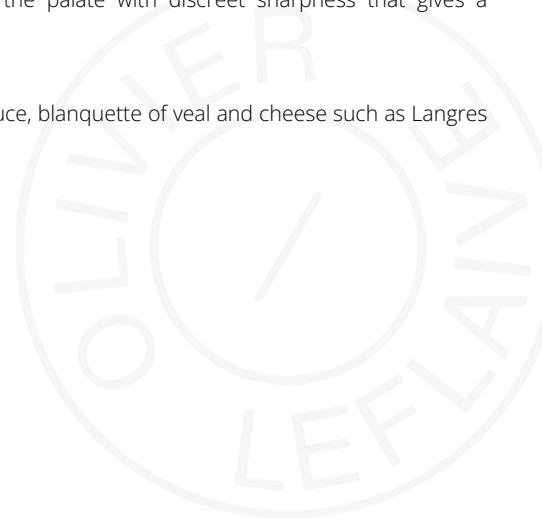 the palate with discreet sharpness that gives a
uce, blanquette of veal and cheese such as Langres
OLIVIER
LEFLAIVE